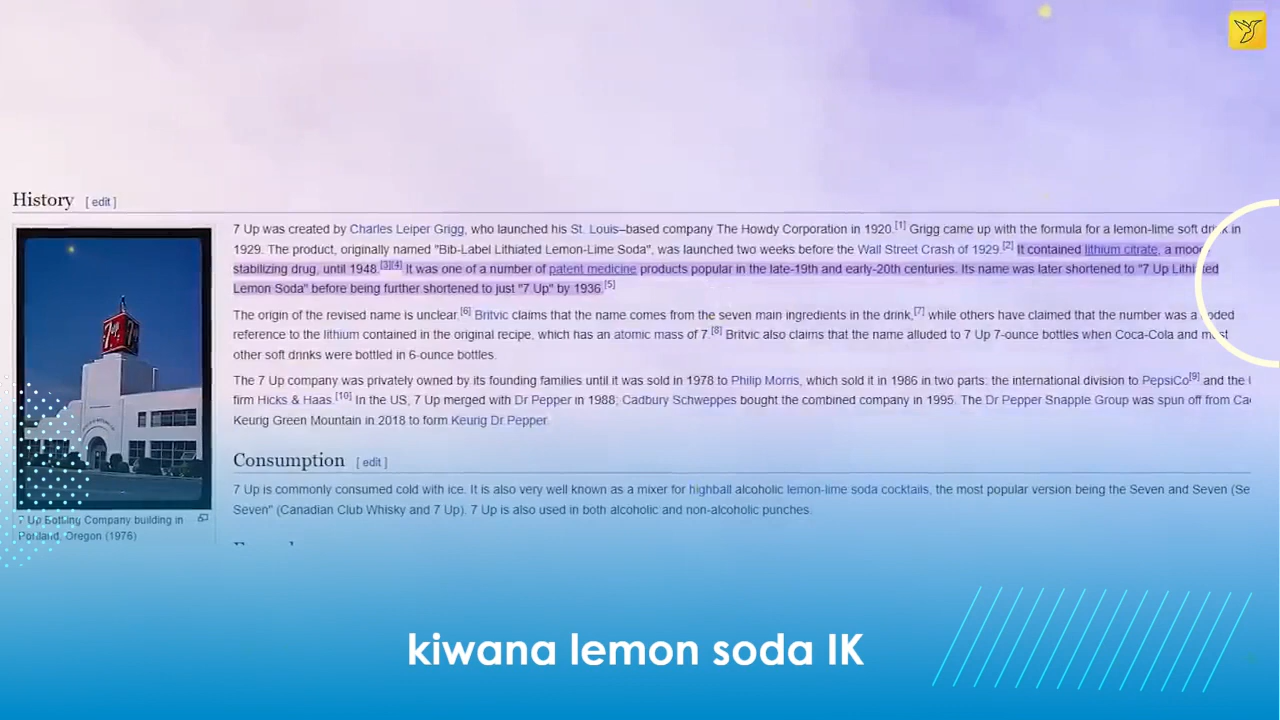 History [ edit ]
7 Up was created by Charles Leiper Grigg, who launched his St. Louis–based company The Howdy Corporation in 1920.[1] Grigg came up with the formula for a lemon-lime soft drink in
1929. The product, originally named "Bib-Label Lithiated Lemon-Lime Soda", was launched two weeks before the Wall Street Crash of 1929.[2] It contained lithium citrate, a mood-
stabilizing drug, until 1948.[3][4] It was one of a number of patent medicine products popular in the late-19th and early-20th centuries. Its name was later shortened to "7 Up Lithiated
Lemon Soda" before being further shortened to just "7 Up" by 1936.[5]
The origin of the revised name is unclear.[6] Britvic claims that the name comes from the seven main ingredients in the drink,[7] while others have claimed that the number was a coded
reference to the lithium contained in the original recipe, which has an atomic mass of 7.[8] Britvic also claims that the name alluded to 7 Up 7-ounce bottles when Coca-Cola and most
other soft drinks were bottled in 6-ounce bottles.
The 7 Up company was privately owned by its founding families until it was sold in 1978 to Philip Morris, which sold it in 1986 in two parts: the international division to PepsiCo[9] and the
firm Hicks & Haas.[10] In the US, 7 Up merged with Dr Pepper in 1988; Cadbury Schweppes bought the combined company in 1995. The Dr Pepper Snapple Group was spun off from
Keurig Green Mountain in 2018 to form Keurig Dr Pepper.
7 Up Bottling Company building in
Portland, Oregon (1976)
Consumption [ edit ]
7 Up is commonly consumed cold with ice. It is also very well known as a mixer for highball alcoholic lemon-lime soda cocktails, the most popular version being the Seven and Seven (Se
Seven" (Canadian Club Whisky and 7 Up). 7 Up is also used in both alcoholic and non-alcoholic punches.
kiwana lemon soda IK